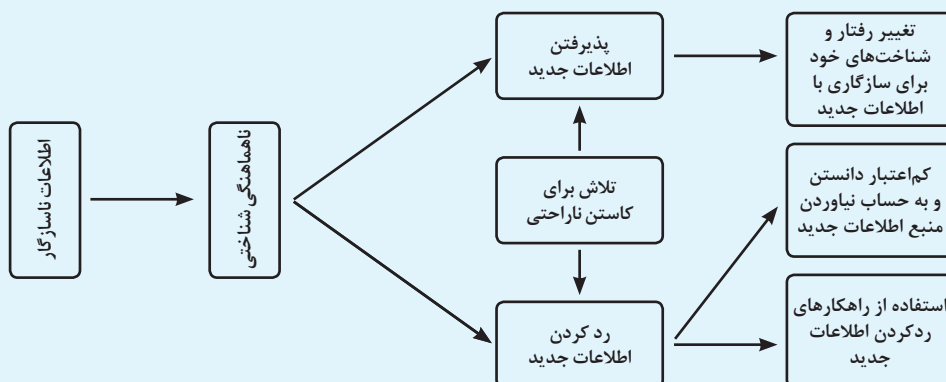 اطلاعات ناسازگار
ناهماهنگی شناختی
پذیرفتن
اطلاعات جدید
تلاش برای
کاستن ناراحتی
رد کردن
اطلاعات جدید
تغییر رفتار و
شناخت‌های خود
برای سازگاری با
اطلاعات جدید
کم‌اعتبار دانستن
و به حساب نیاوردن
منبع اطلاعات جدید
استفاده از راهکارهای
ردکردن اطلاعات
جدید